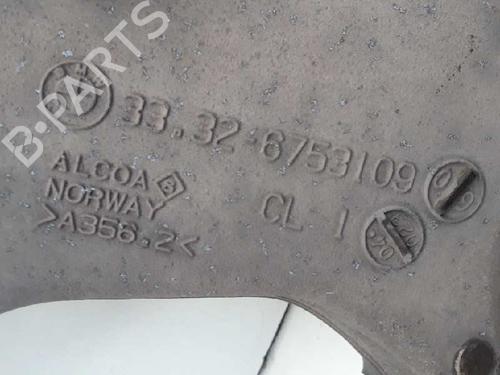 B-PARTS
33.32-6753109
ALCOA
NORWAY
>A356.2<
CL 1